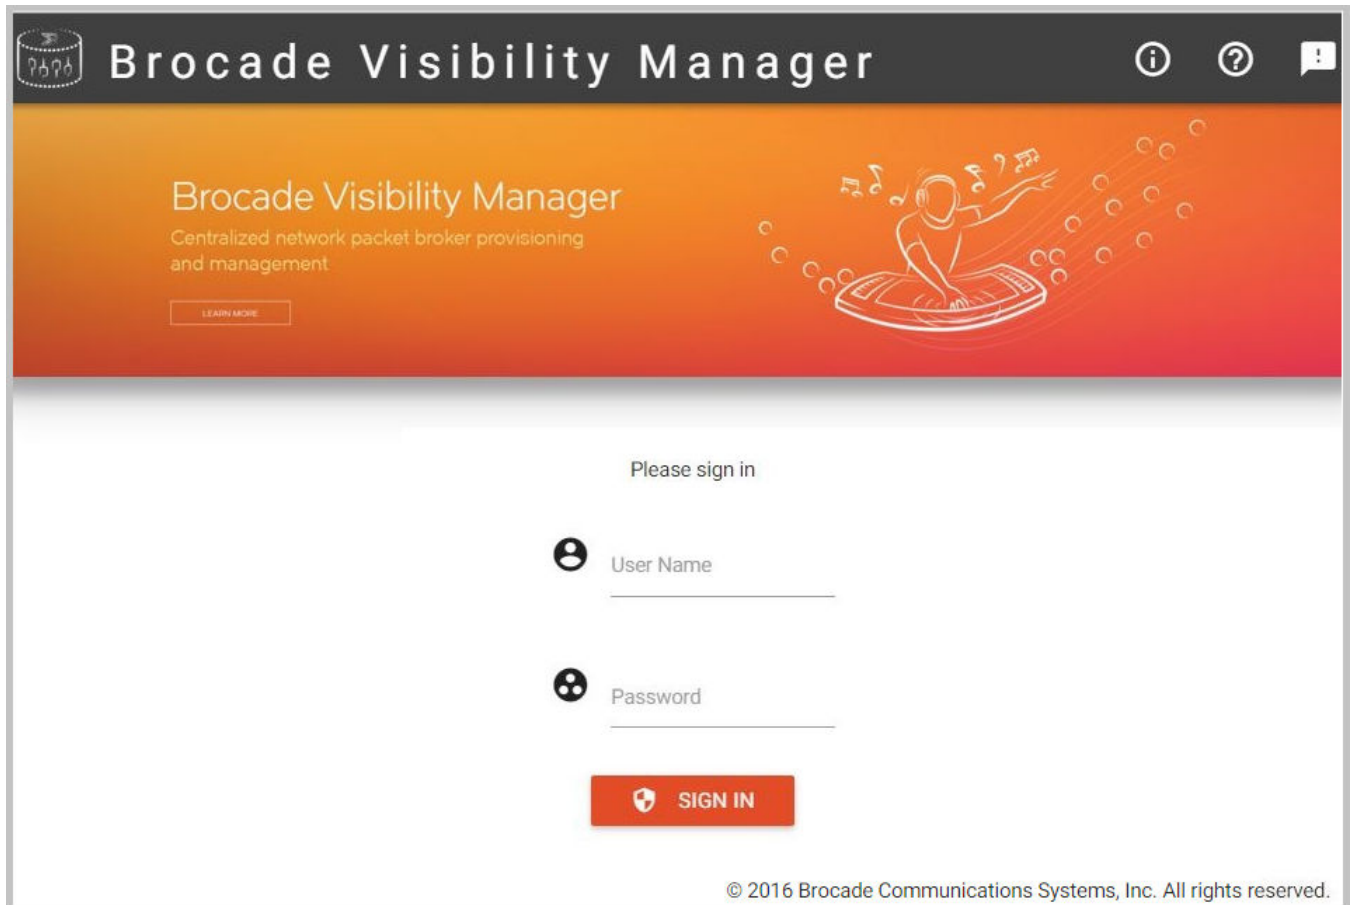 Brocade Visibility Manager
Brocade Visibility Manager
Centralized network packet broker provisioning
and management
LEARN MORE
Please sign in
User Name
Password
SIGN IN
© 2016 Brocade Communications Systems, Inc. All rights reserved.